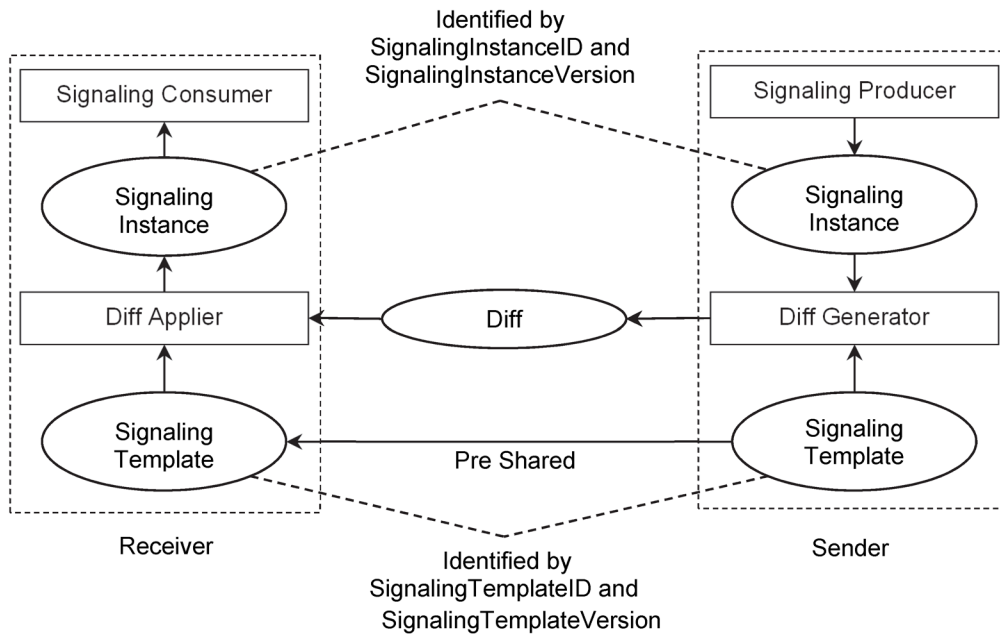 Identified by
SignalingInstanceID and
SignalingInstanceVersion
Signaling Consumer
Signaling Producer
Signaling
Instance
Signaling
Instance
Diff Applier
Diff
Diff Generator
Signaling
Template
Pre Shared
Signaling
Template
Receiver
Sender
Identified by
SignalingTemplateID and
SignalingTemplateVersion